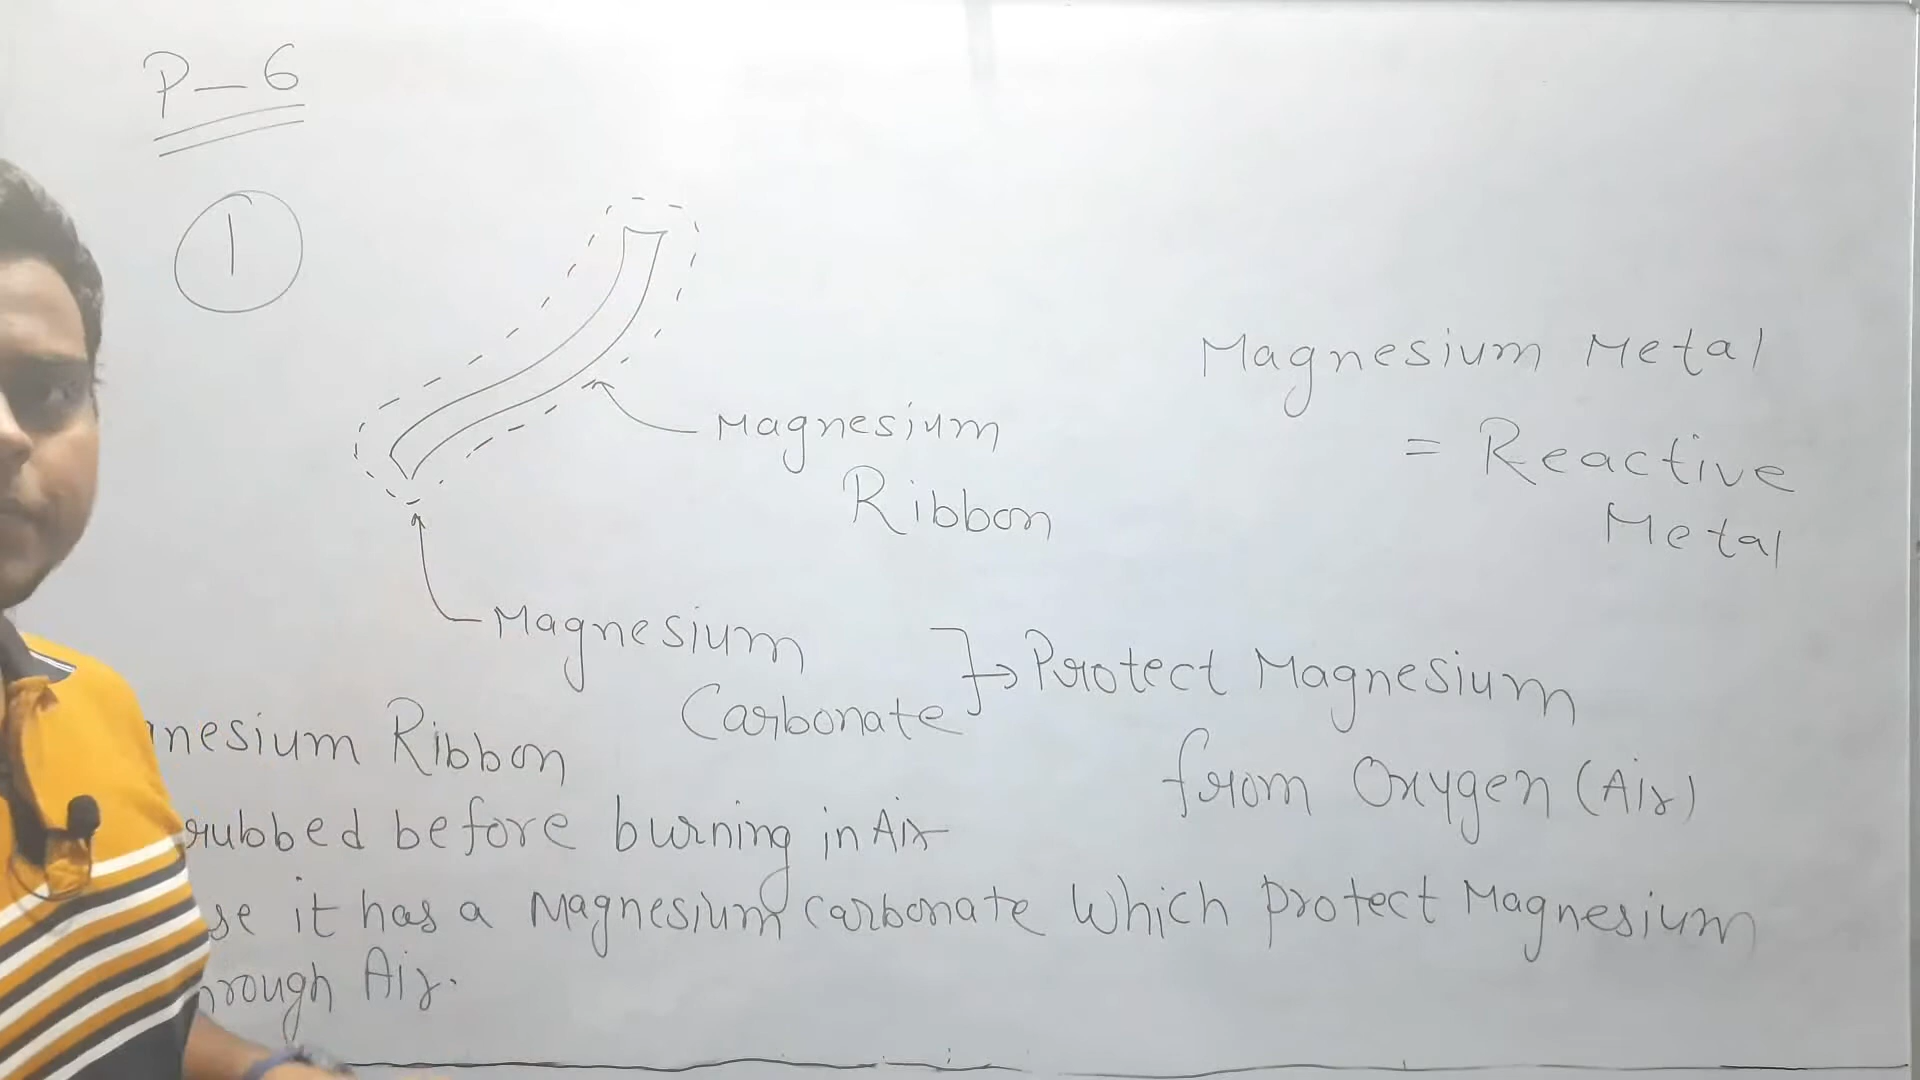 P-6
1
Magnesium Metal
= Reactive
Metal
Magnesium
Ribbon
Magnesium
Carbonate
Protect Magnesium
from Oxygen (Air)
nesium Ribbon
rubbed before burning in Air
se it has a Magnesium carbonate which protect Magnesium
hrough Air.